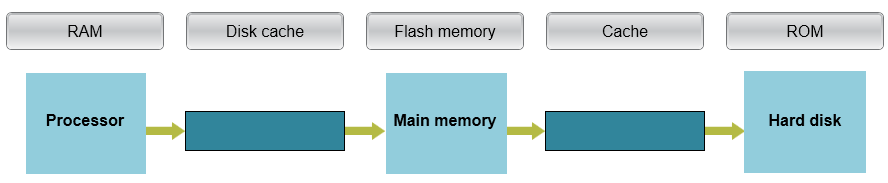 RAM
Disk cache
Flash memory
Cache
ROM
Processor
Main memory
Hard disk